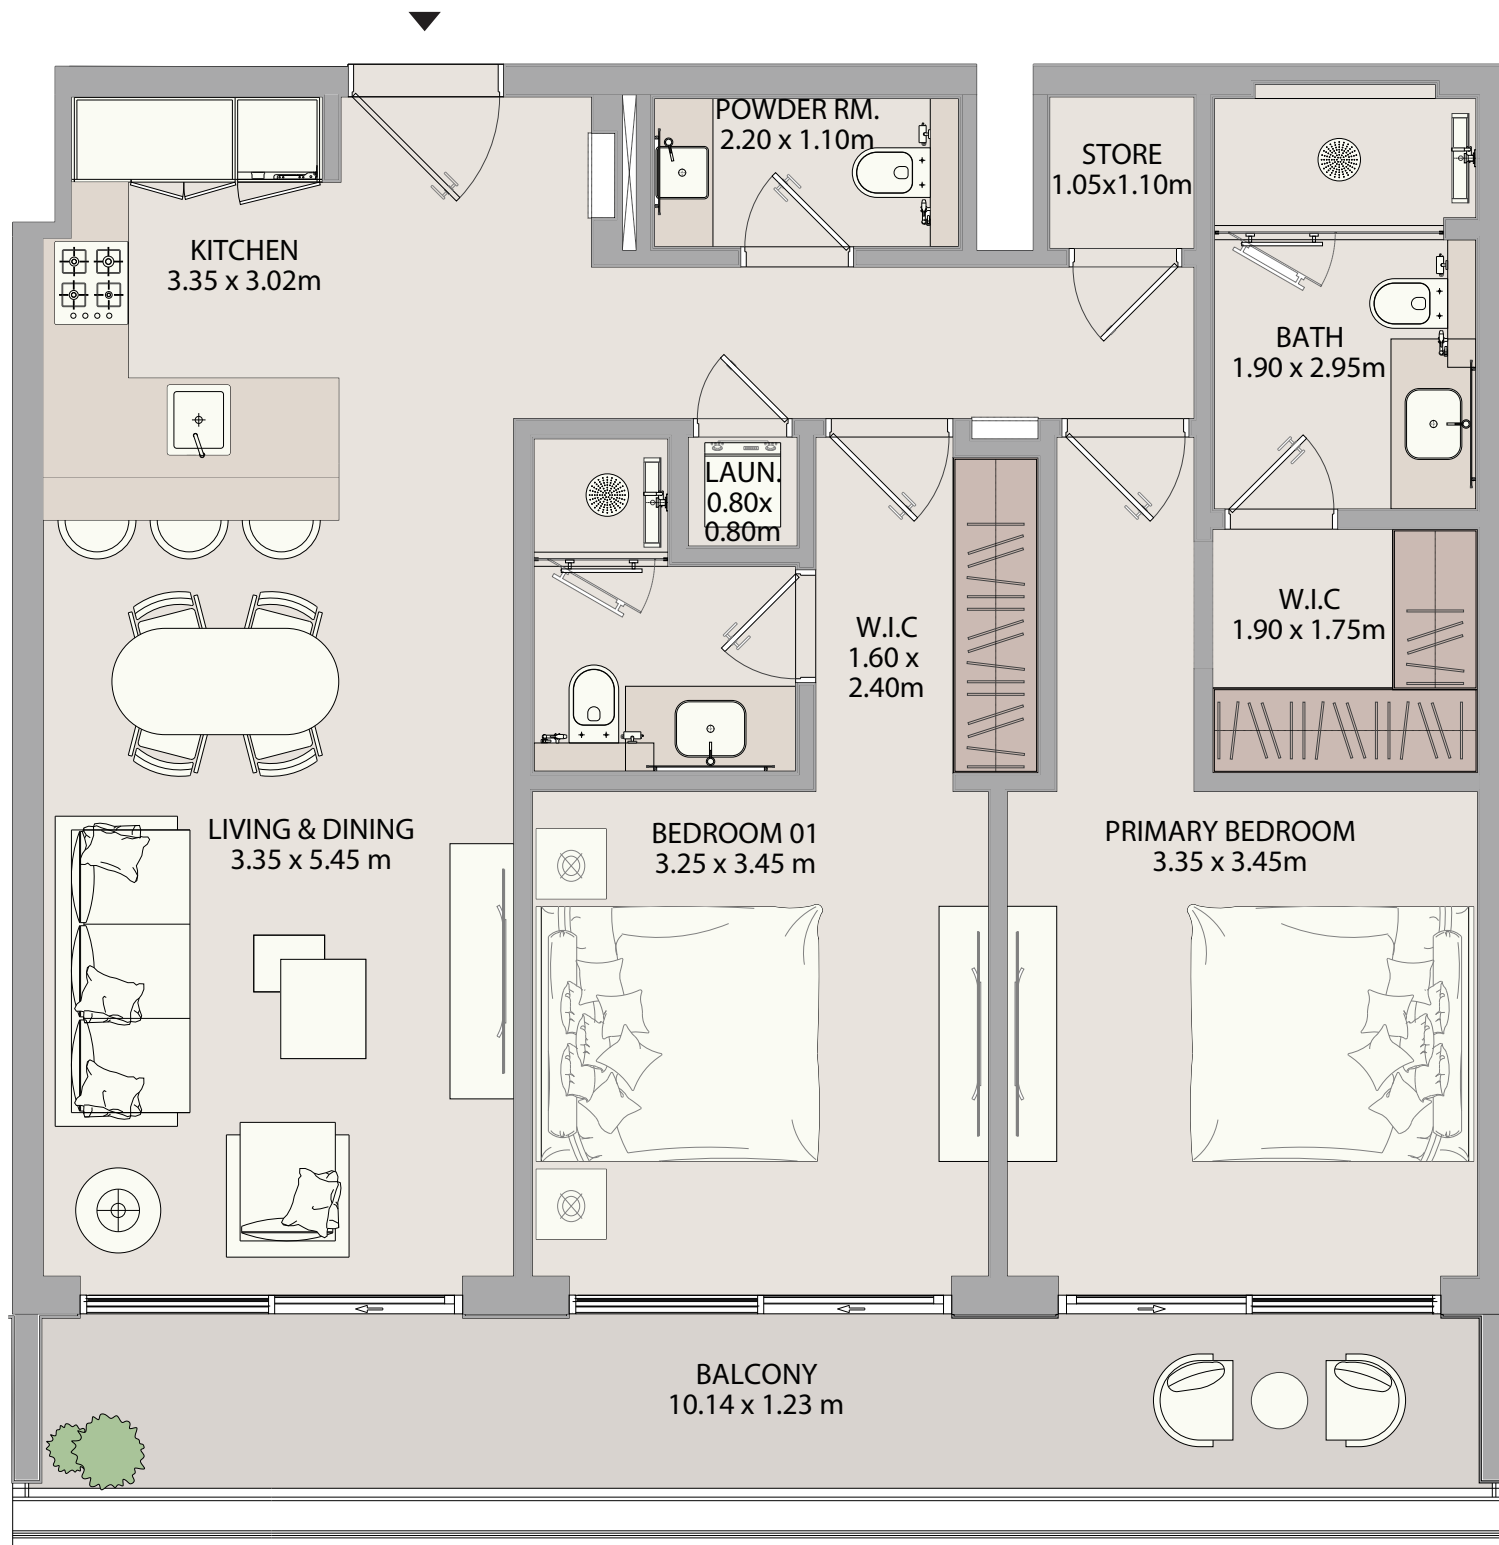 POWDER RM.
2.20 x 1.10m
STORE
1.05x1.10m
KITCHEN
3.35 x 3.02m
BATH
1.90 x 2.95m
LAUN.
0.80x
0.80m
W.I.C
1.60 x
2.40m
W.I.C
1.90 x 1.75m
LIVING & DINING
3.35 x 5.45 m
BEDROOM 01
3.25 x 3.45 m
PRIMARY BEDROOM
3.35 x 3.45m
BALCONY
10.14 x 1.23 m